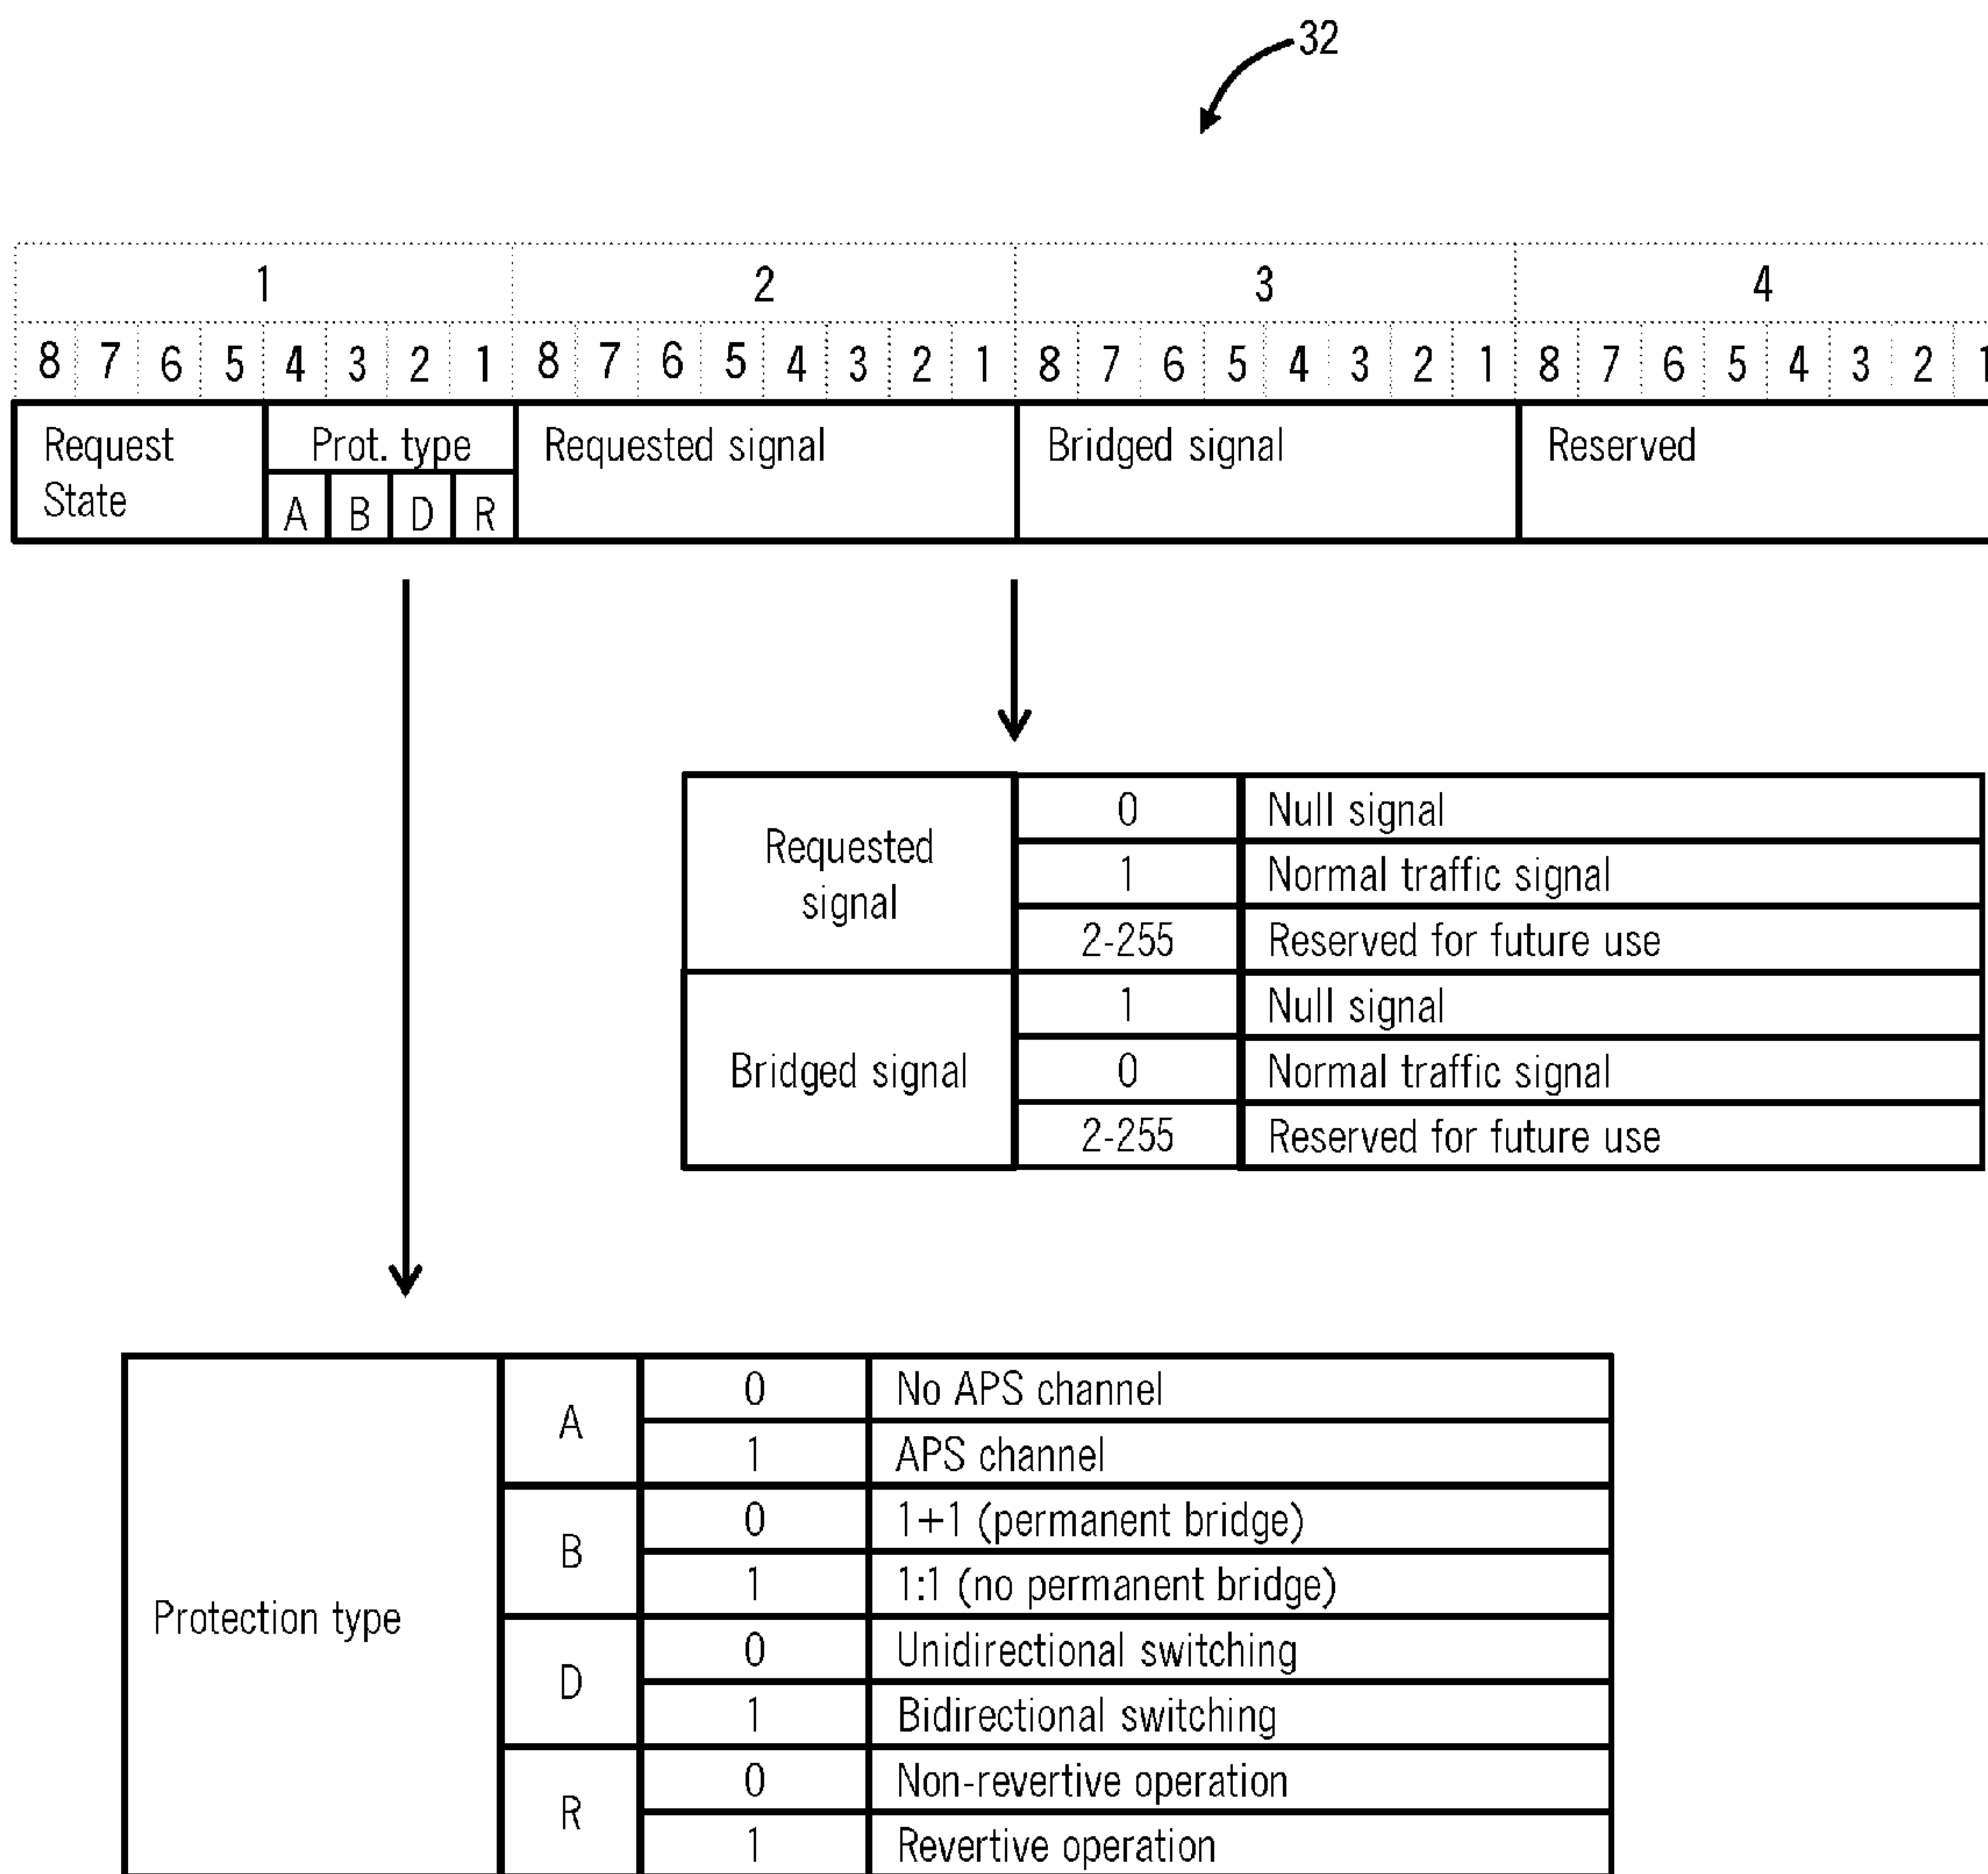 32
1 2 3 4
8 7 6 5 4 3 2 1 8 7 6 5 4 3 2 1 8 7 6 5 4 3 2 1 8 7 6 5 4 3 2 1
Request State
Prot. type
A B D R
Requested signal
Bridged signal
Reserved
Requested signal
0 Null signal
1 Normal traffic signal
2-255 Reserved for future use
Bridged signal
1 Null signal
0 Normal traffic signal
2-255 Reserved for future use
Protection type
A
0 No APS channel
1 APS channel
B
0 1+1 (permanent bridge)
1 1:1 (no permanent bridge)
D
0 Unidirectional switching
1 Bidirectional switching
R
0 Non-revertive operation
1 Revertive operation